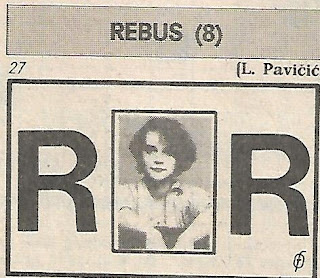 REBUS (8)
27 (L. Pavičić
R R